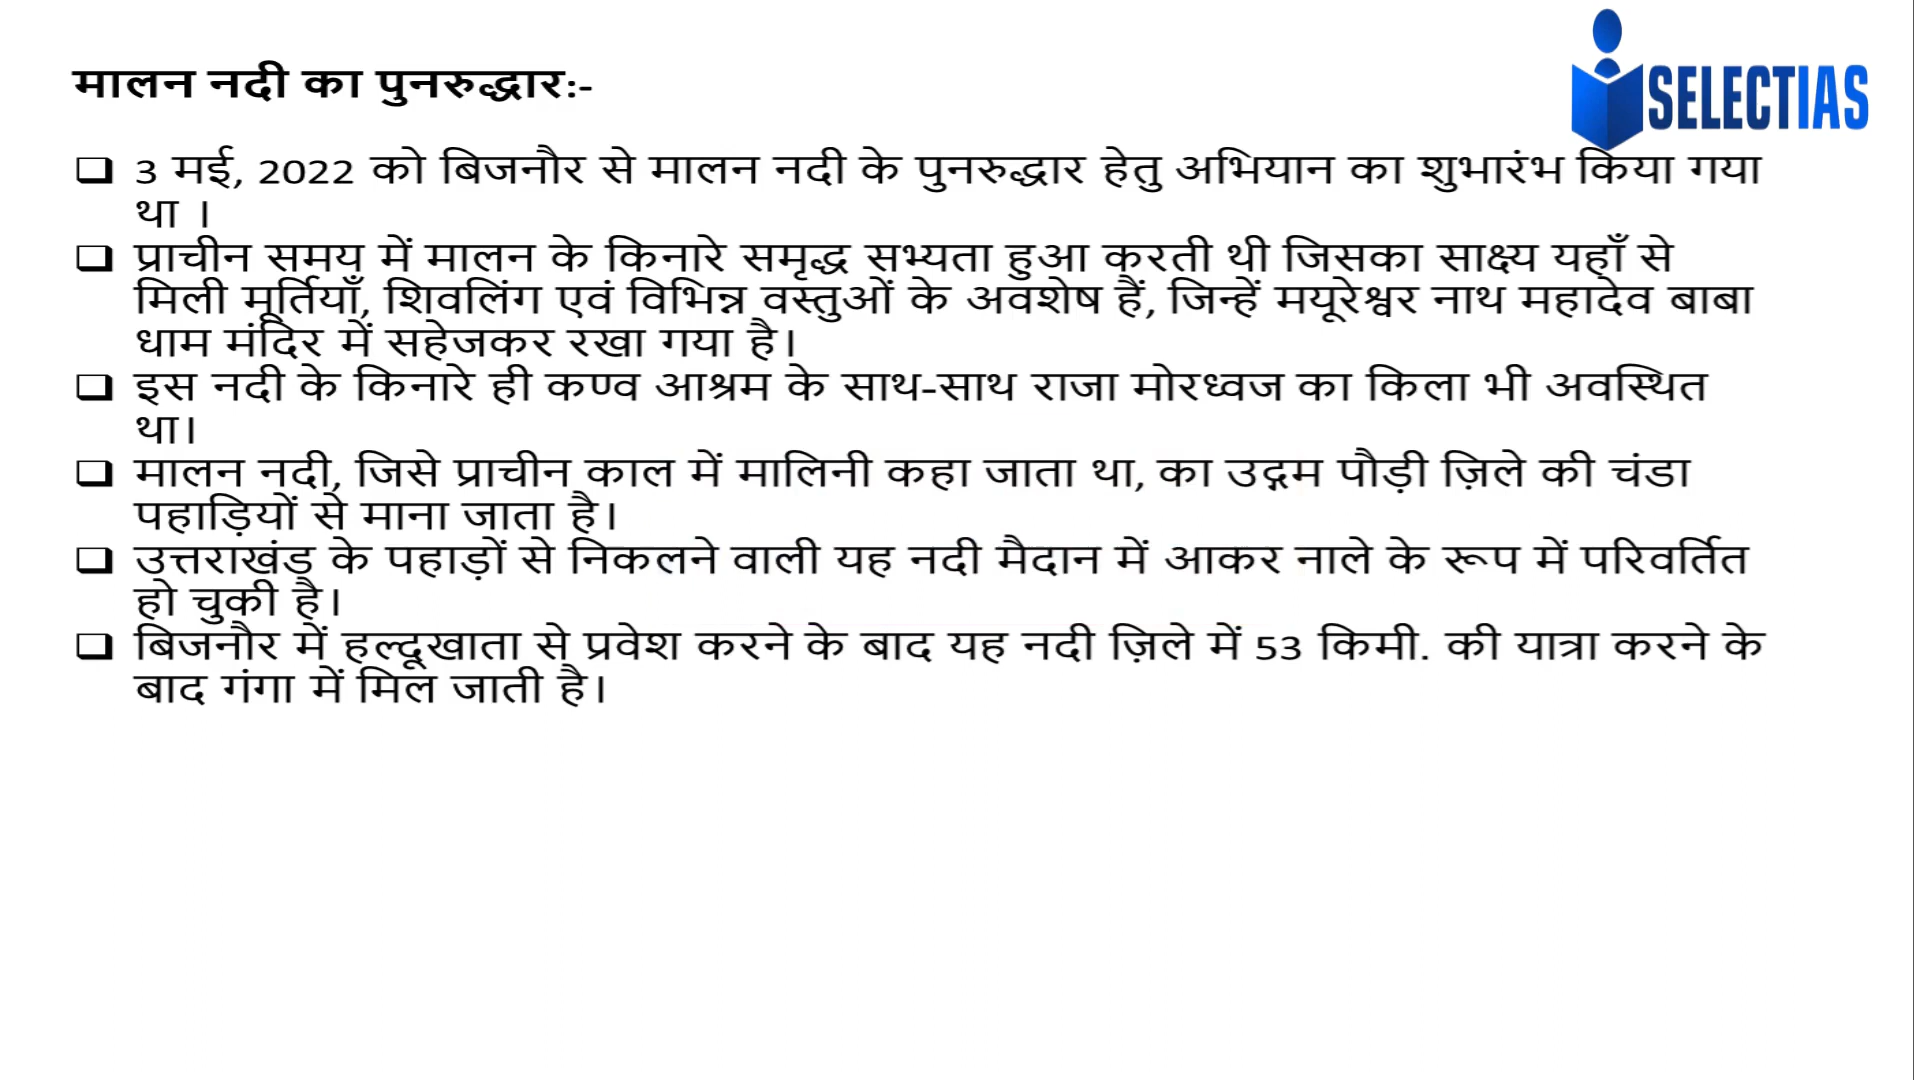 SELECTIAS
मालन नदी का पुनरुद्धार:-
❑ 3 मई, 2022 को बिजनौर से मालन नदी के पुनरुद्धार हेतु अभियान का शुभारंभ किया गया
था ।
❑ प्राचीन समय में मालन के किनारे समृद्ध सभ्यता हुआ करती थी जिसका साक्ष्य यहाँ से
मिली मूर्तियाँ, शिवलिंग एवं विभिन्न वस्तुओं के अवशेष हैं, जिन्हें मयूरेश्वर नाथ महादेव बाबा
धाम मंदिर में सहेजकर रखा गया है।
❑ इस नदी के किनारे ही कण्व आश्रम के साथ-साथ राजा मोरध्वज का किला भी अवस्थित
था।
❑ मालन नदी, जिसे प्राचीन काल में मालिनी कहा जाता था, का उद्गम पौड़ी ज़िले की चंडा
पहाड़ियों से माना जाता है।
❑ उत्तराखंड के पहाड़ों से निकलने वाली यह नदी मैदान में आकर नाले के रूप में परिवर्तित
हो चुकी है।
❑ बिजनौर में हल्दूखाता से प्रवेश करने के बाद यह नदी ज़िले में 53 किमी. की यात्रा करने के
बाद गंगा में मिल जाती है।